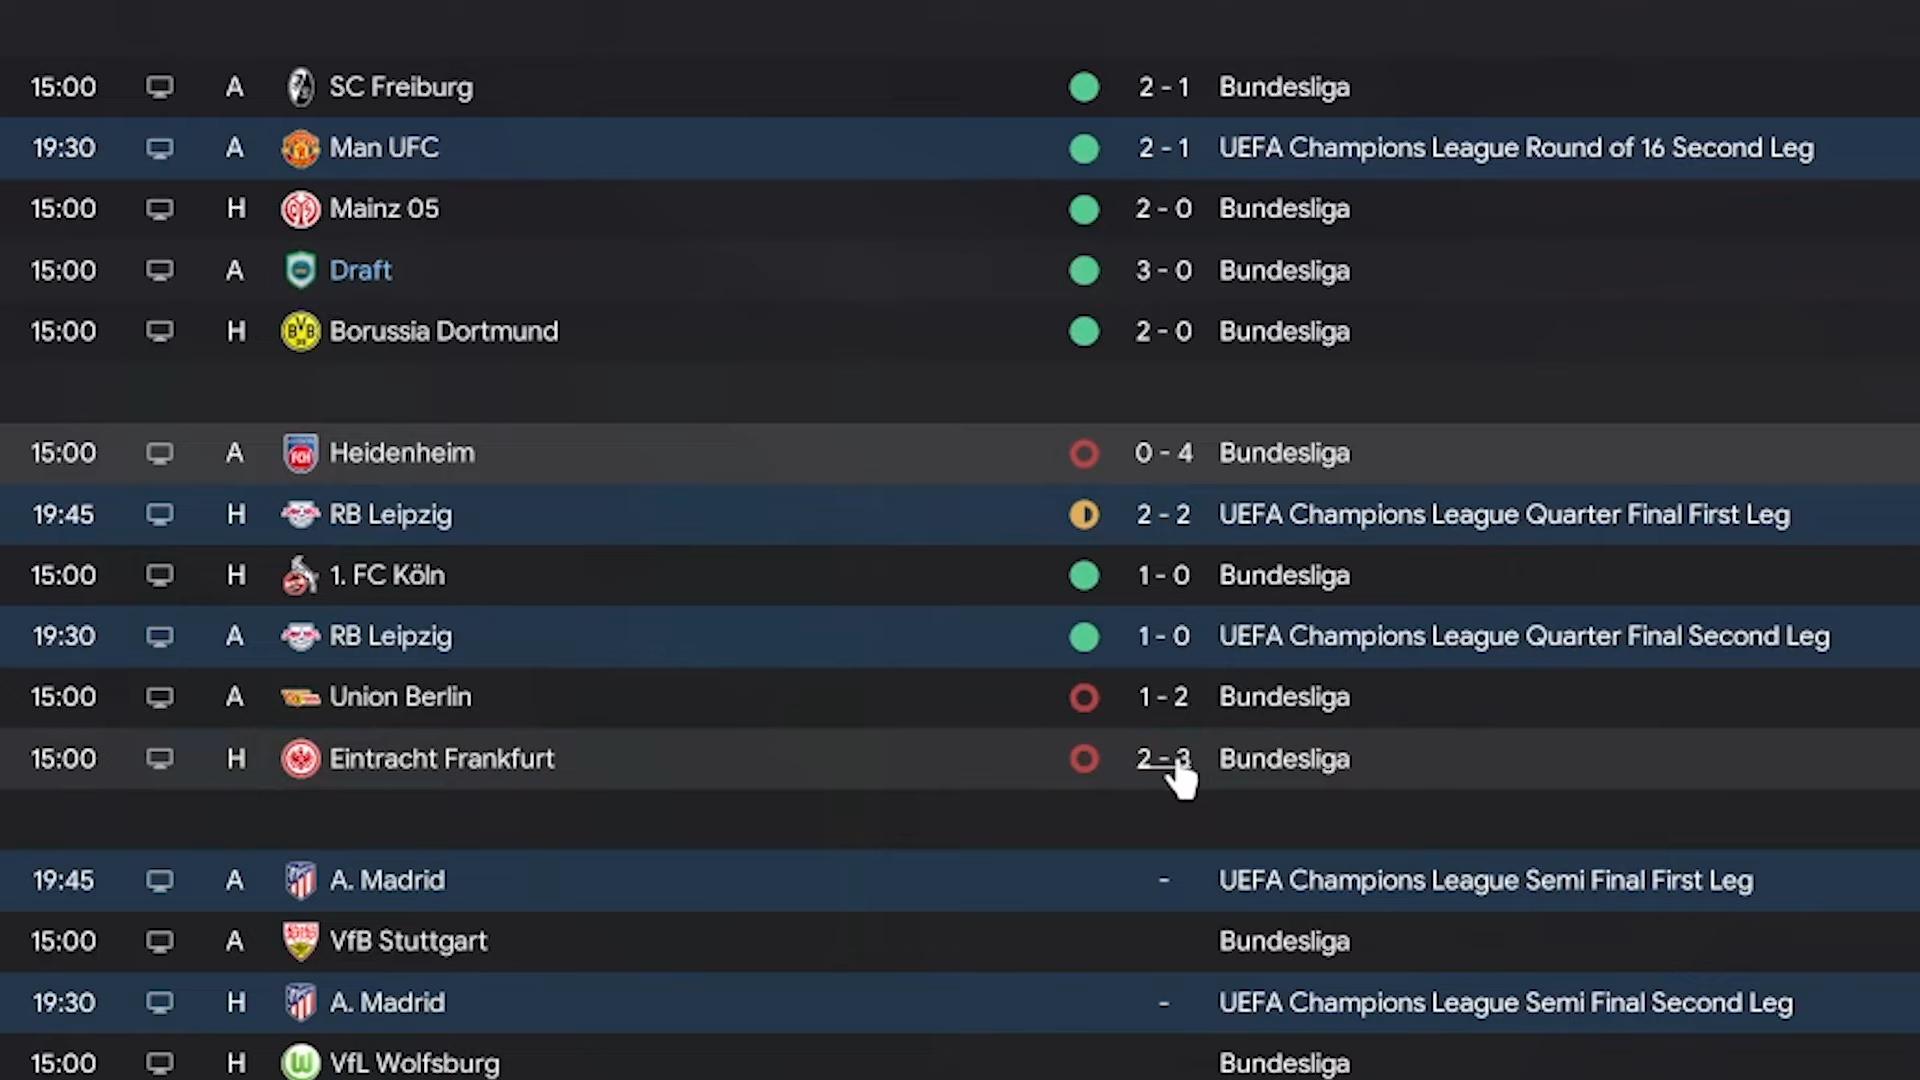 15:00 A SC Freiburg 2 - 1 Bundesliga
19:30 A Man UFC 2 - 1 UEFA Champions League Round of 16 Second Leg
15:00 H Mainz 05 2 - 0 Bundesliga
15:00 A Draft 3 - 0 Bundesliga
15:00 H Borussia Dortmund 2 - 0 Bundesliga
15:00 A Heidenheim 0 - 4 Bundesliga
19:45 H RB Leipzig 2 - 2 UEFA Champions League Quarter Final First Leg
15:00 H 1. FC Köln 1 - 0 Bundesliga
19:30 A RB Leipzig 1 - 0 UEFA Champions League Quarter Final Second Leg
15:00 A Union Berlin 1 - 2 Bundesliga
15:00 H Eintracht Frankfurt 2 - 3 Bundesliga
19:45 A A. Madrid - UEFA Champions League Semi Final First Leg
15:00 A VfB Stuttgart Bundesliga
19:30 H A. Madrid - UEFA Champions League Semi Final Second Leg
15:00 H VfL Wolfsburg Bundesliga